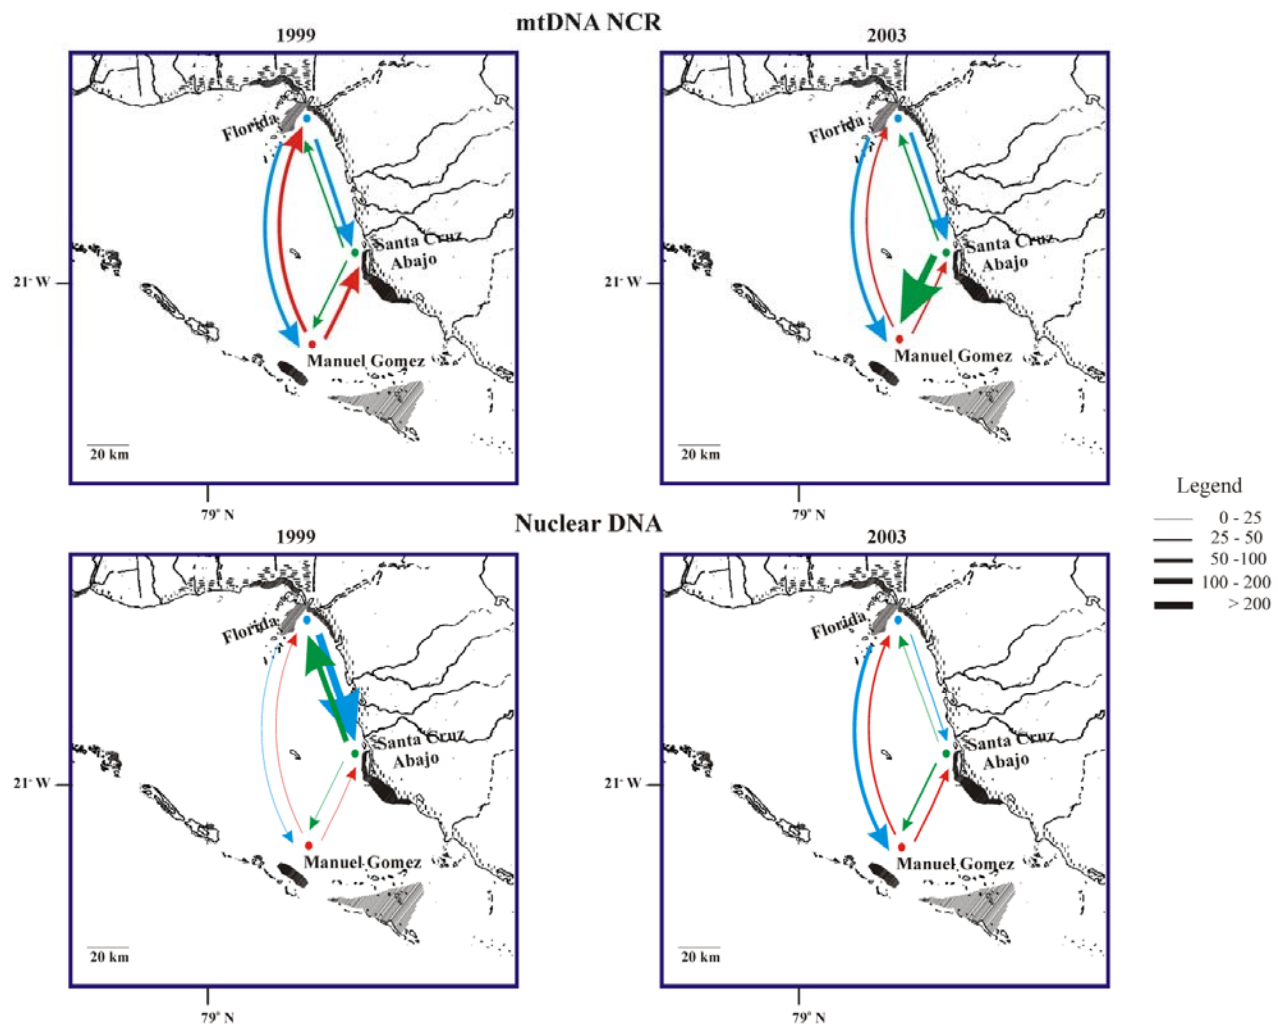 mtDNA NCR
1999
2003
Florida
Santa Cruz
Abajo
21° W
Manuel Gomez
20 km
79° N
Florida
Santa Cruz
Abajo
21° W
Manuel Gomez
20 km
79° N
Legend
0 - 25
25 - 50
50 -100
100 - 200
> 200
Nuclear DNA
1999
2003
Florida
Santa Cruz
Abajo
21° W
Manuel Gomez
20 km
79° N
Florida
Santa Cruz
Abajo
21° W
Manuel Gomez
20 km
79° N